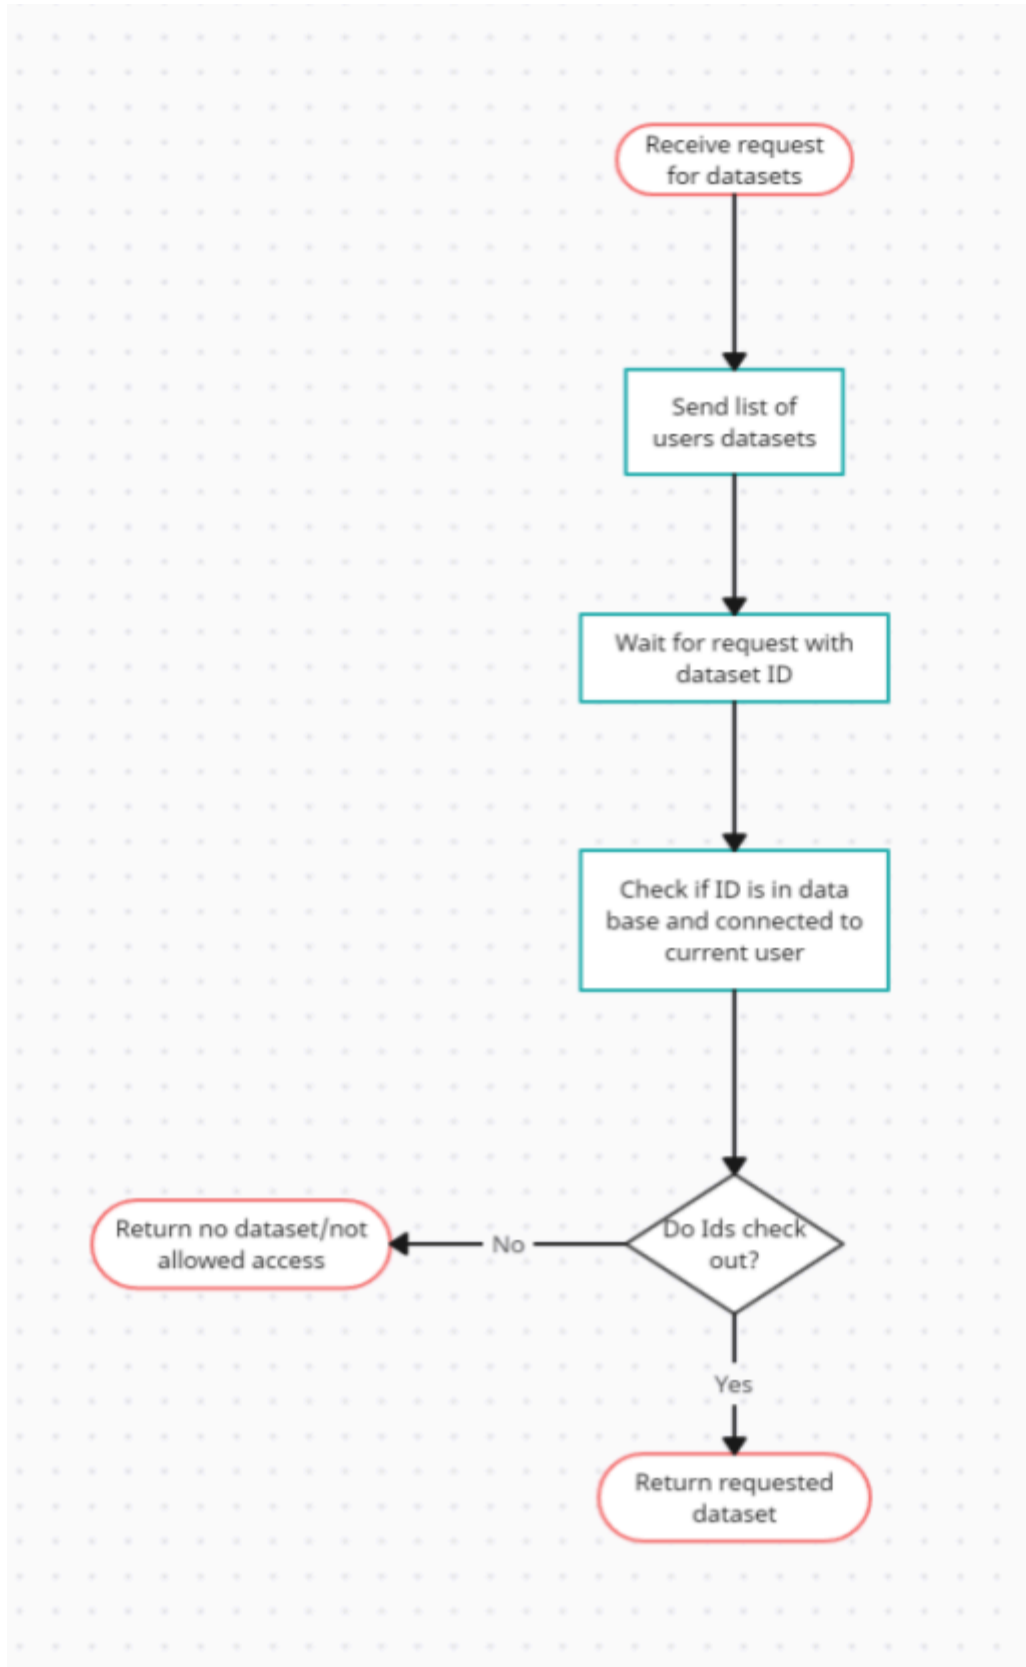 Receive request
for datasets
Send list of
users datasets
Wait for request with
dataset ID
Check if ID is in data
base and connected to
current user
Do Ids check
out?
No
Return no dataset/not
allowed access
Yes
Return requested
dataset